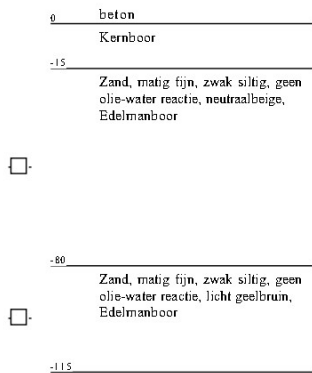 0 beton
Kernboor
-15
Zand, matig fijn, zwak siltig, geen
olie-water reactie, neutraalbeige,
Edelmanboor
-80
Zand, matig fijn, zwak siltig, geen
olie-water reactie, licht geelbruin,
Edelmanboor
-115